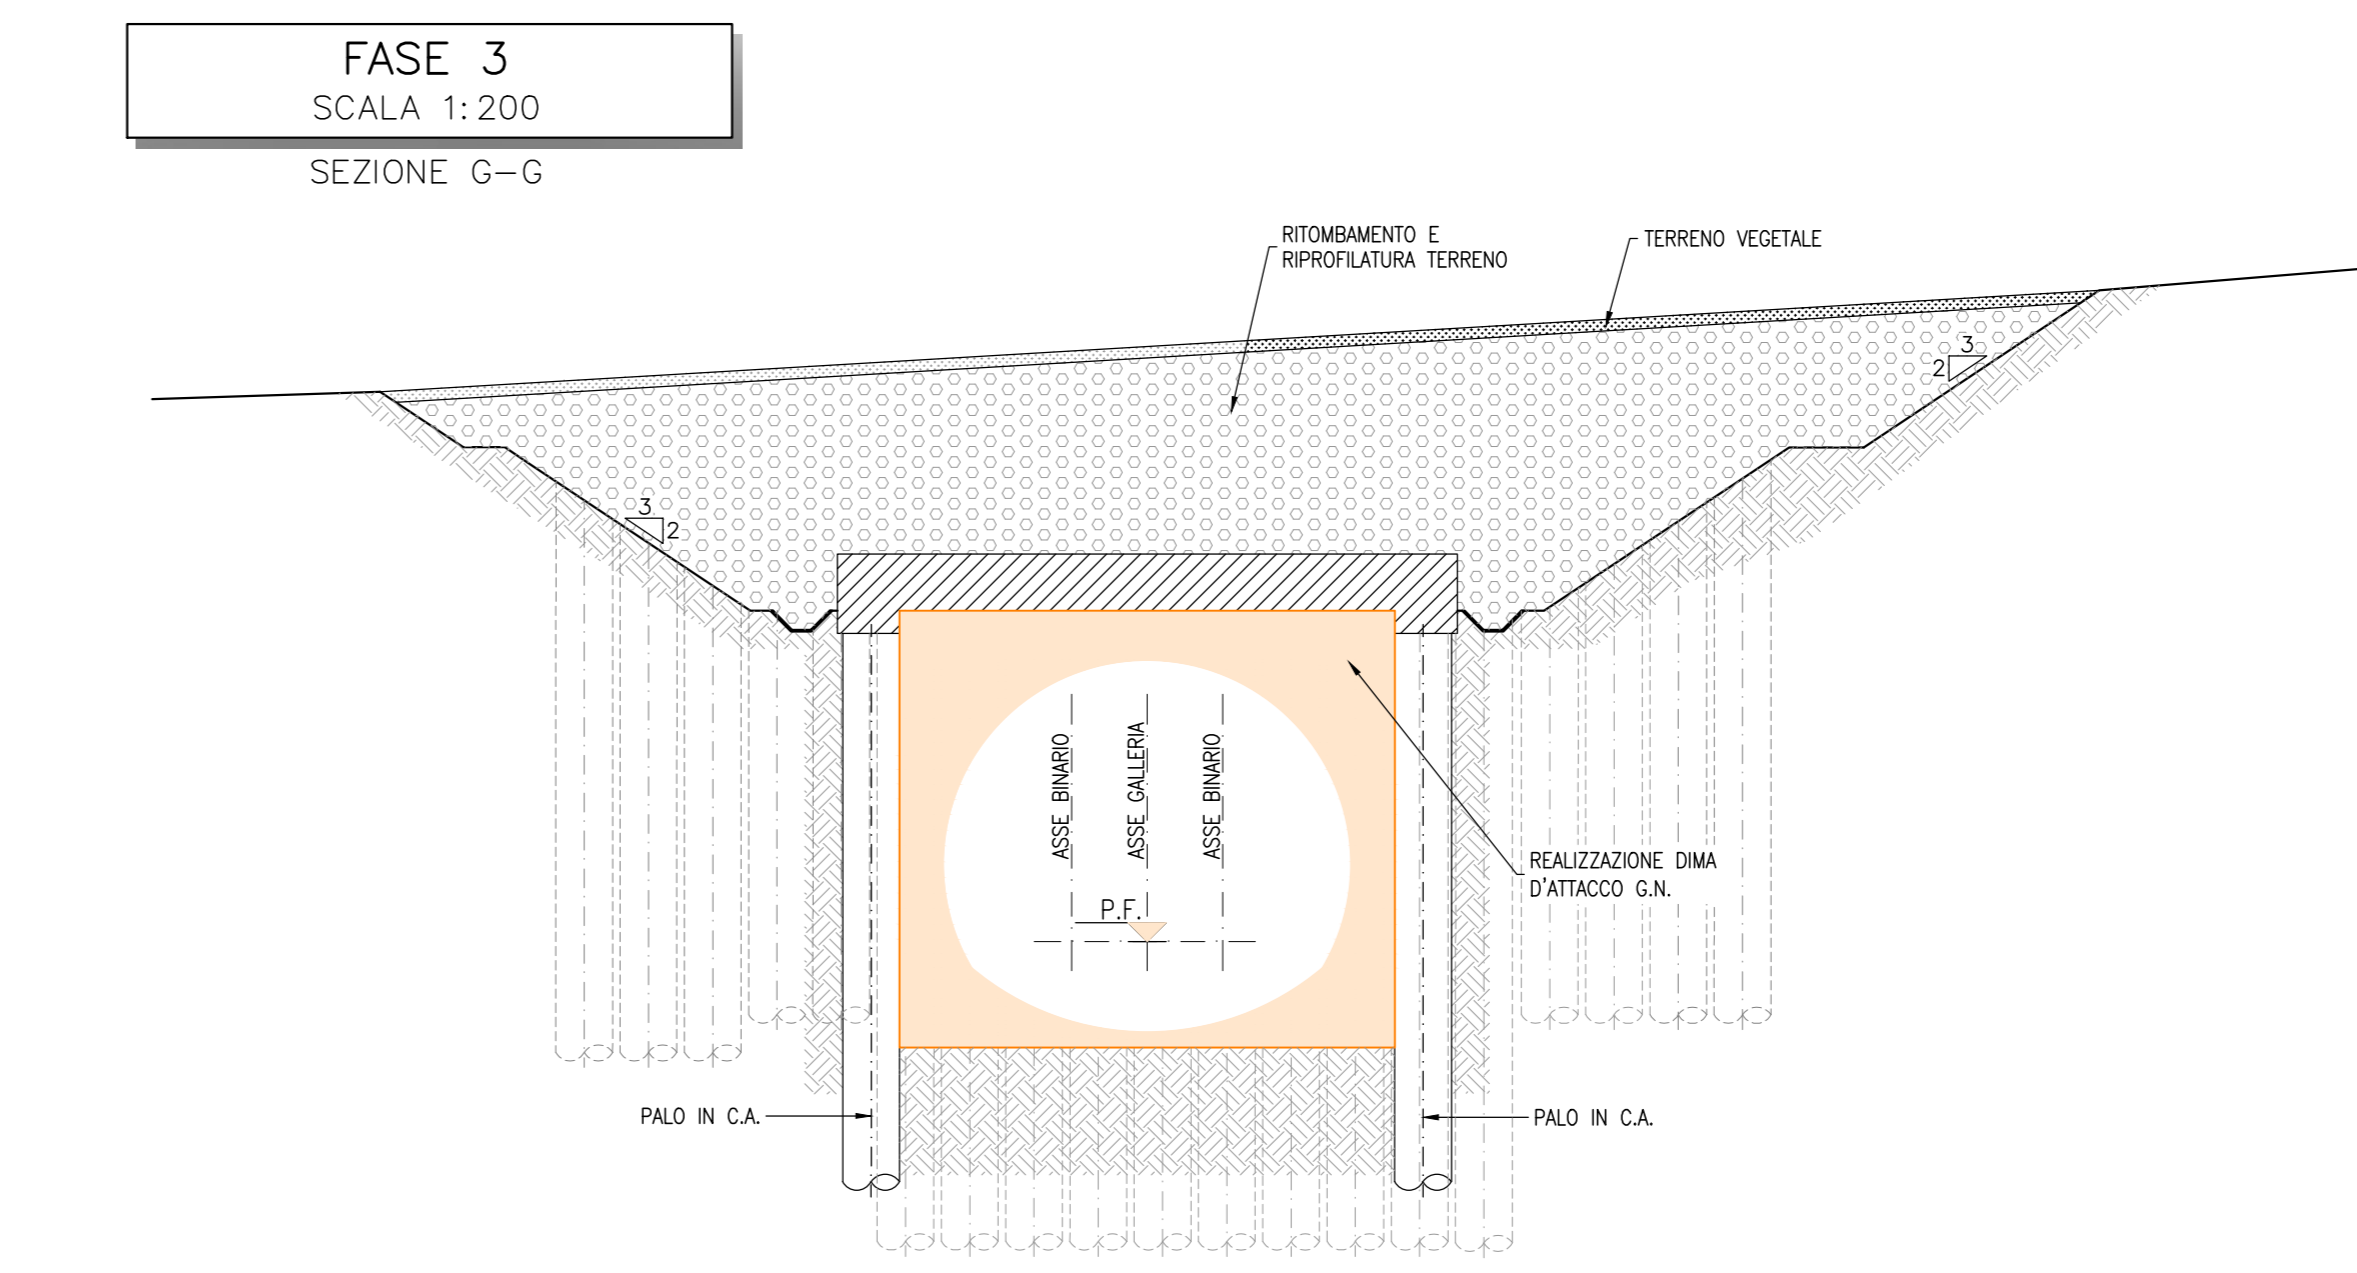 FASE 3
SCALA 1:200
SEZIONE G-G
RITOMBAMENTO E
RIPROFILATURA TERRENO
TERRENO VEGETALE
3
2
3
2
ASSE BINARIO
ASSE GALLERIA
ASSE BINARIO
P.F.
REALIZZAZIONE DIMA
D'ATTACCO G.N.
PALO IN C.A.
PALO IN C.A.